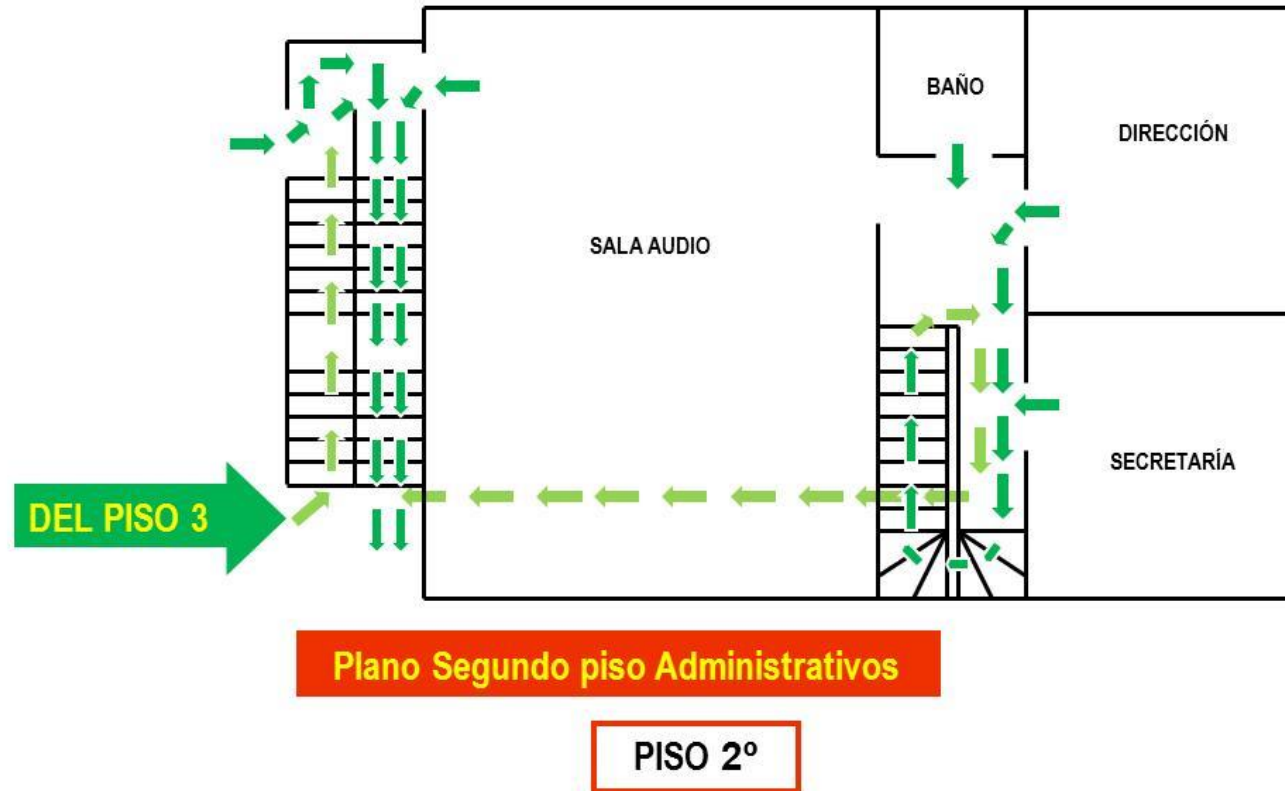 BAÑO
DIRECCIÓN
SALA AUDIO
SECRETARÍA
DEL PISO 3
Plano Segundo piso Administrativos
PISO 2º